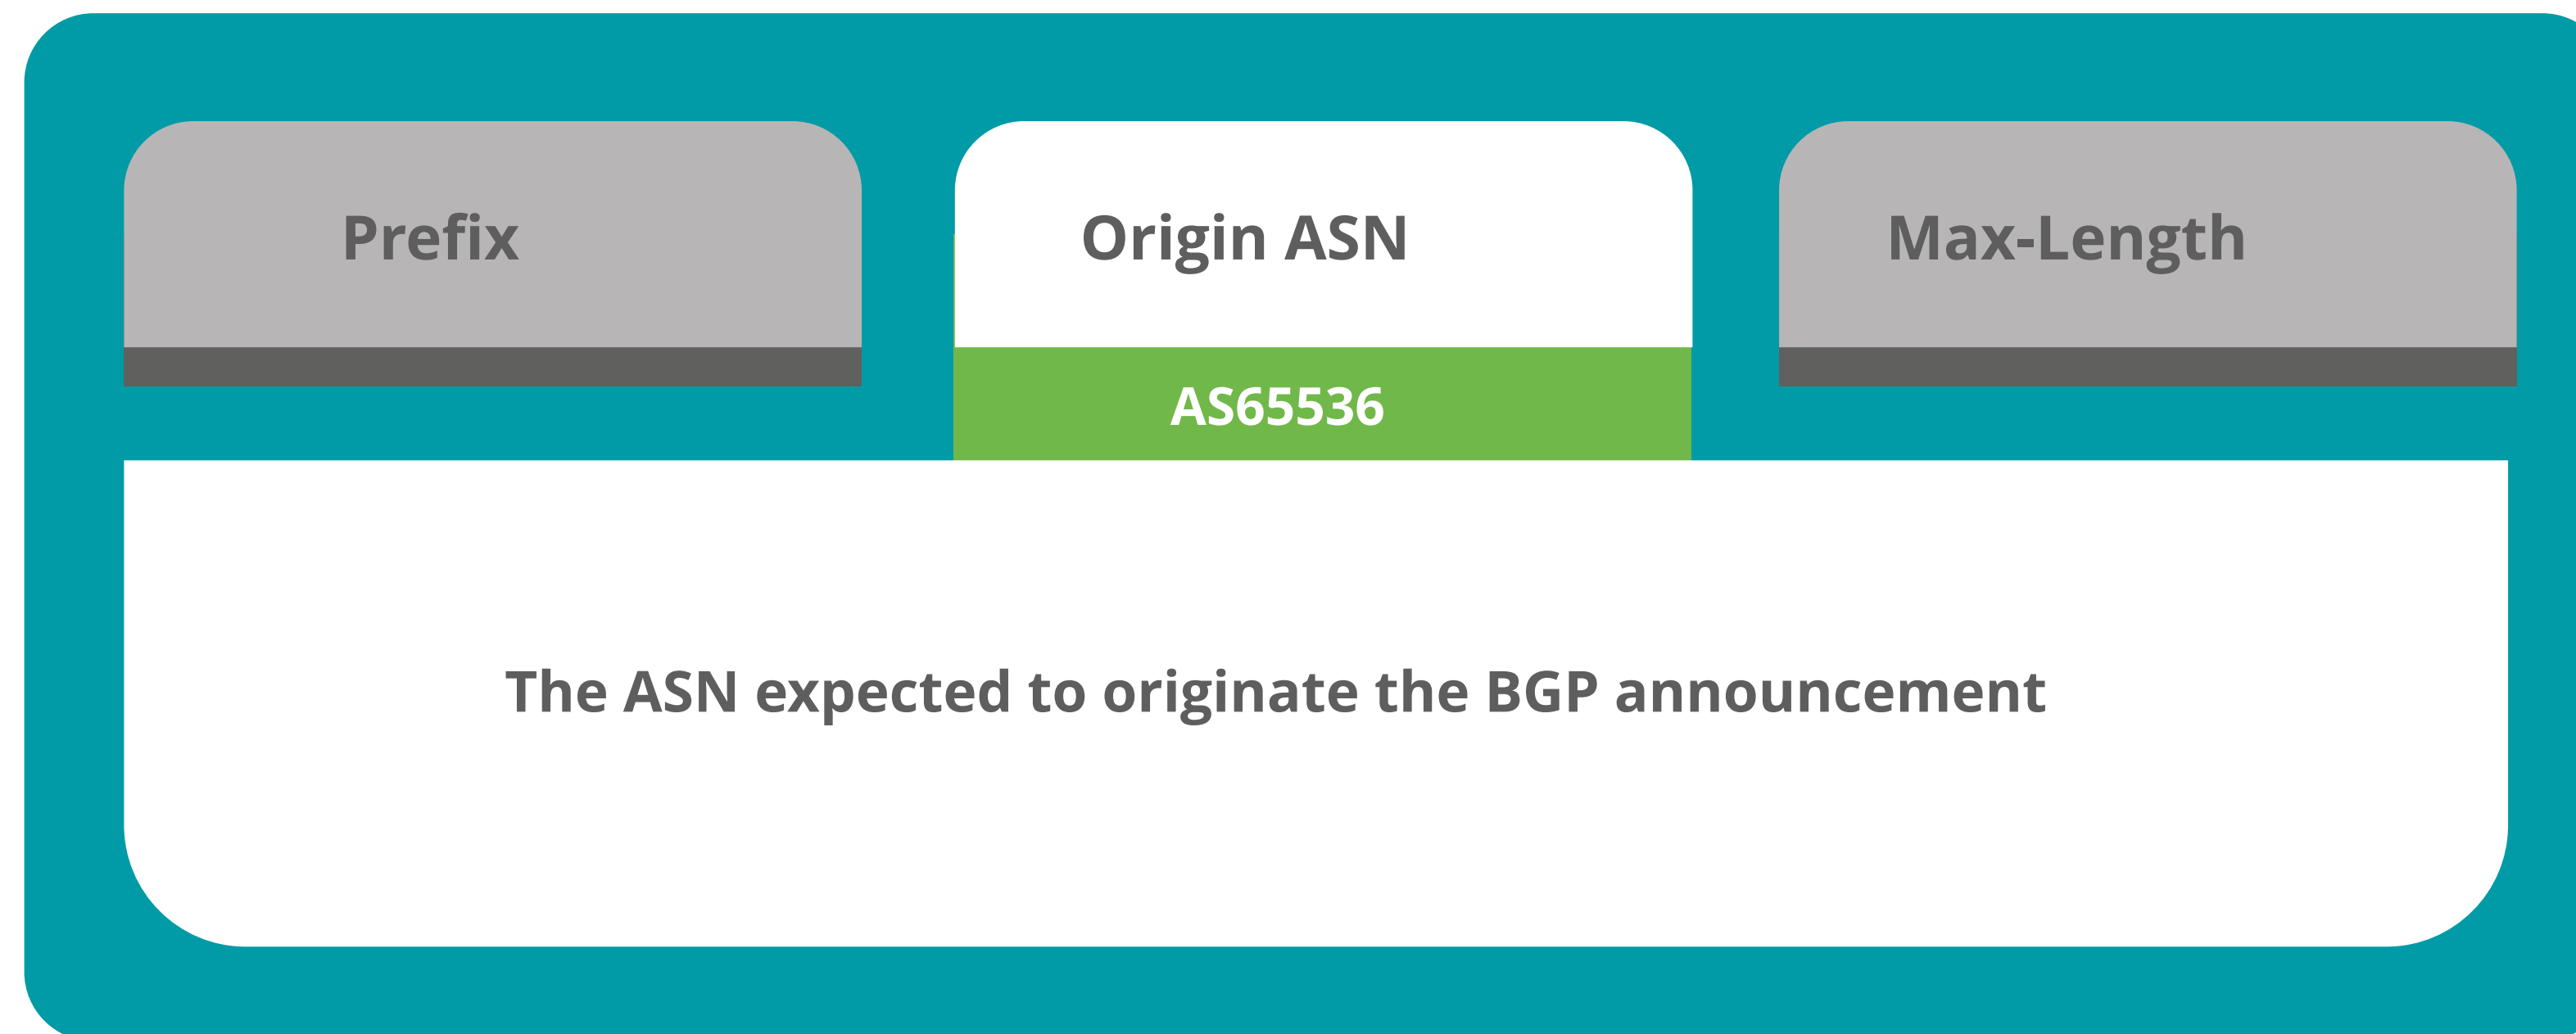 Prefix
Origin ASN
Max-Length
AS65536
The ASN expected to originate the BGP announcement